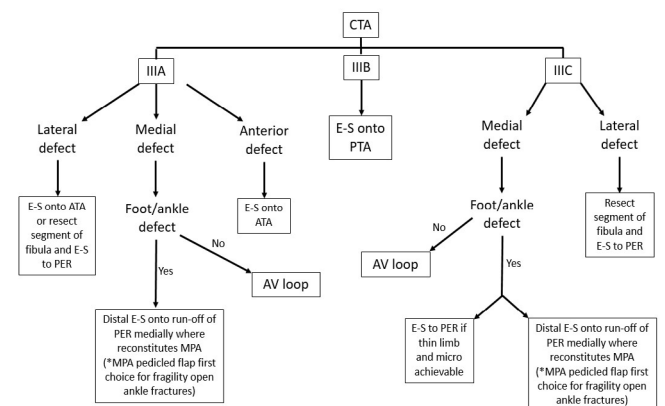 CTA
IIIA
IIIB
IIIC
Lateral
defect
Medial
defect
Anterior
defect
E-S onto
PTA
Medial
defect
Lateral
defect
E-S onto ATA
or resect
segment of
fibula and E-S
to PER
Foot/ankle
defect
E-S onto
ATA
Foot/ankle
defect
Resect
segment of
fibula and
E-S to PER
No
AV loop
Yes
No
AV loop
Yes
Distal E-S onto run-off of
PER medially where
reconstitutes MPA
(*MPA pedicled flap first
choice for fragility open
ankle fractures)
E-S to PER if
thin limb
and micro
achievable
Distal E-S onto run-off of
PER medially where
reconstitutes MPA
(*MPA pedicled flap first
choice for fragility open
ankle fractures)